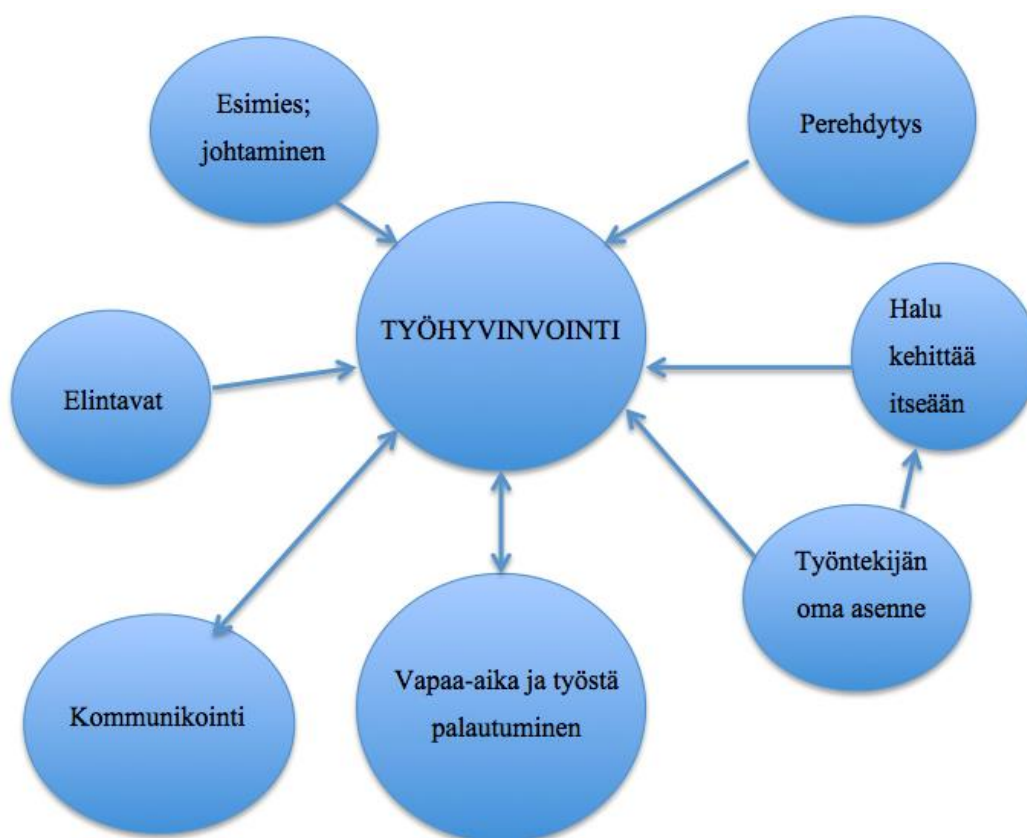 Esimies;
johtaminen
Perehdytys
TYÖHYVINVOINTI
Halu
kehittää
itseään
Elintavat
Työntekijän
oma asenne
Vapaa-aika ja työstä
palautuminen
Kommunikointi